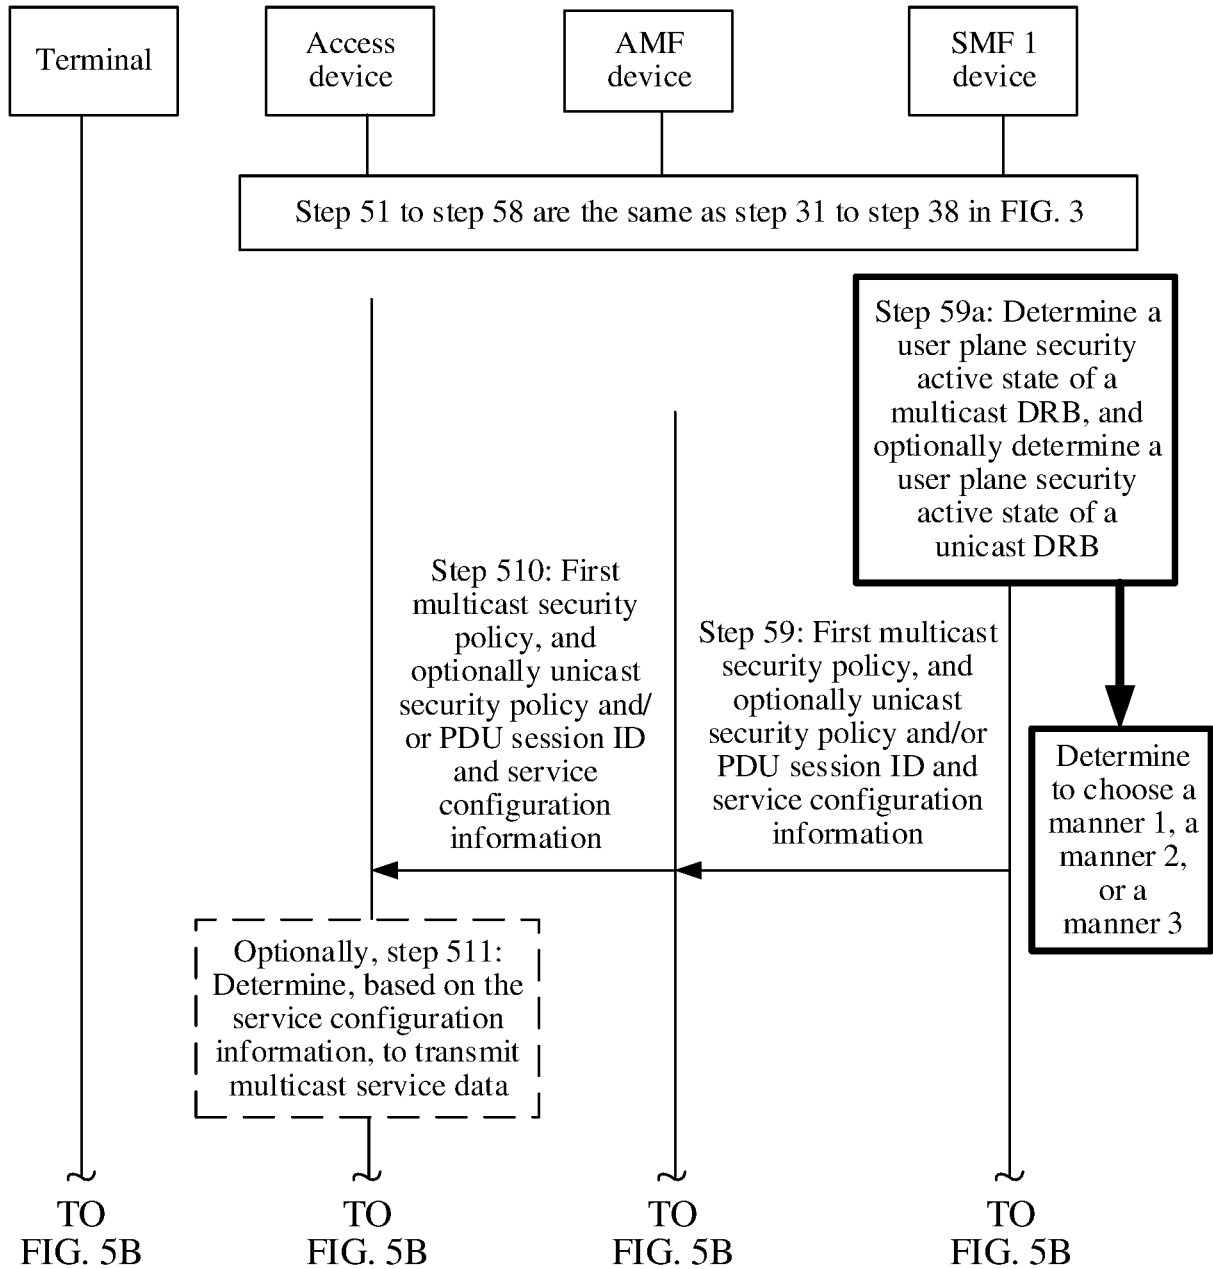 Terminal
Access
device
AMF
device
SMF 1
device
Step 51 to step 58 are the same as step 31 to step 38 in FIG. 3
Step 59a: Determine a
user plane security
active state of a
multicast DRB, and
optionally determine a
user plane security
active state of a
unicast DRB
Step 510: First
multicast security
policy, and
optionally unicast
security policy and/
or PDU session ID
and service
configuration
information
Step 59: First multicast
security policy, and
optionally unicast
security policy and/or
PDU session ID and
service configuration
information
Determine
to choose a
manner 1, a
manner 2,
or a
manner 3
Optionally, step 511:
Determine, based on the
service configuration
information, to transmit
multicast service data
TO
FIG. 5B
TO
FIG. 5B
TO
FIG. 5B
TO
FIG. 5B